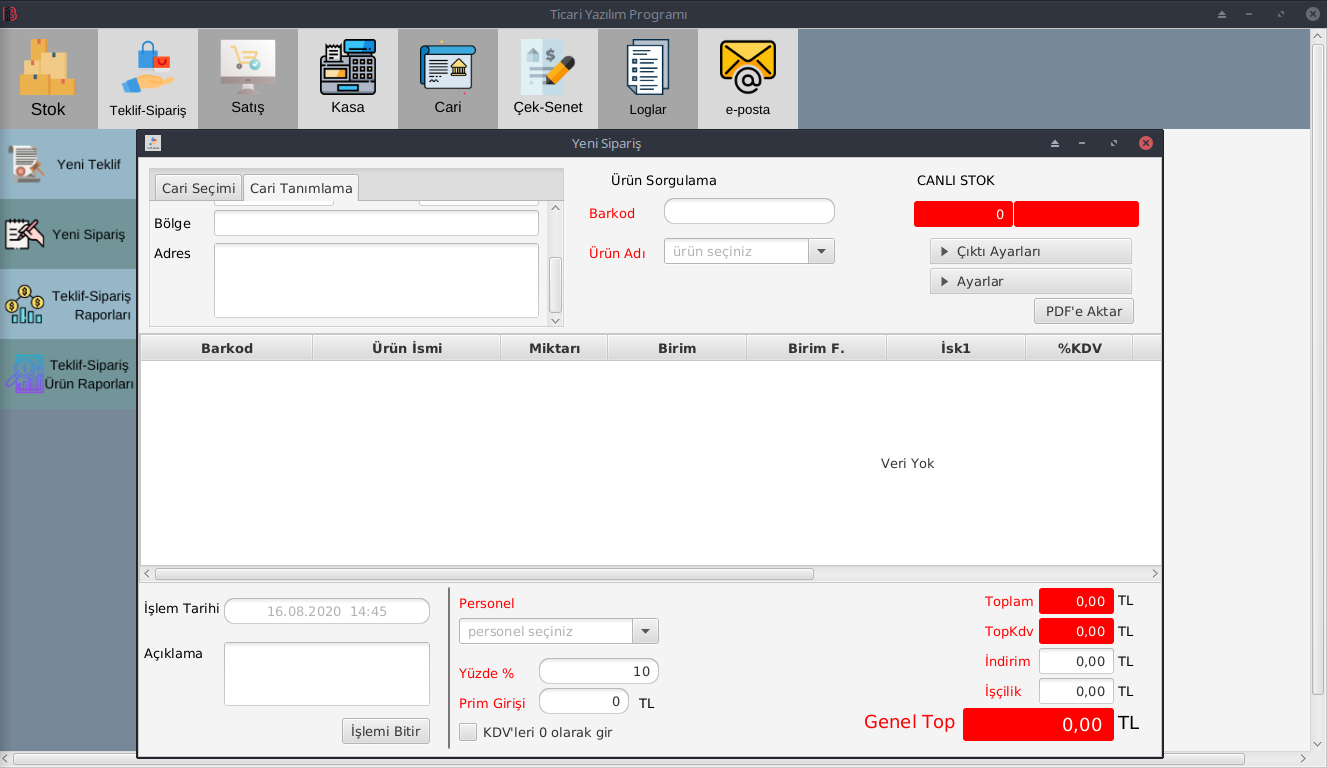 Ticari Yazılım Programı
Stok
Teklif-Sipariş
Satış
Kasa
Cari
Çek-Senet
Loglar
e-posta
Yeni Teklif
Yeni Sipariş
Teklif-Sipariş
Raporları
Teklif-Sipariş
Ürün Raporları
Yeni Sipariş
Cari Seçimi
Cari Tanımlama
Bölge
Adres
Ürün Sorgulama
Barkod
Ürün Adı
ürün seçiniz
CANLI STOK
0
Çıktı Ayarları
Ayarlar
PDF'e Aktar
Barkod
Ürün İsmi
Miktarı
Birim
Birim F.
İsk1
%KDV
Veri Yok
İşlem Tarihi
16.08.2020 14:45
Açıklama
İşlemi Bitir
Personel
personel seçiniz
Yüzde %
10
Prim Girişi
0
TL
KDV'leri 0 olarak gir
Toplam 0,00 TL
TopKdv 0,00 TL
İndirim 0,00 TL
İşçilik 0,00 TL
Genel Top 0,00 TL